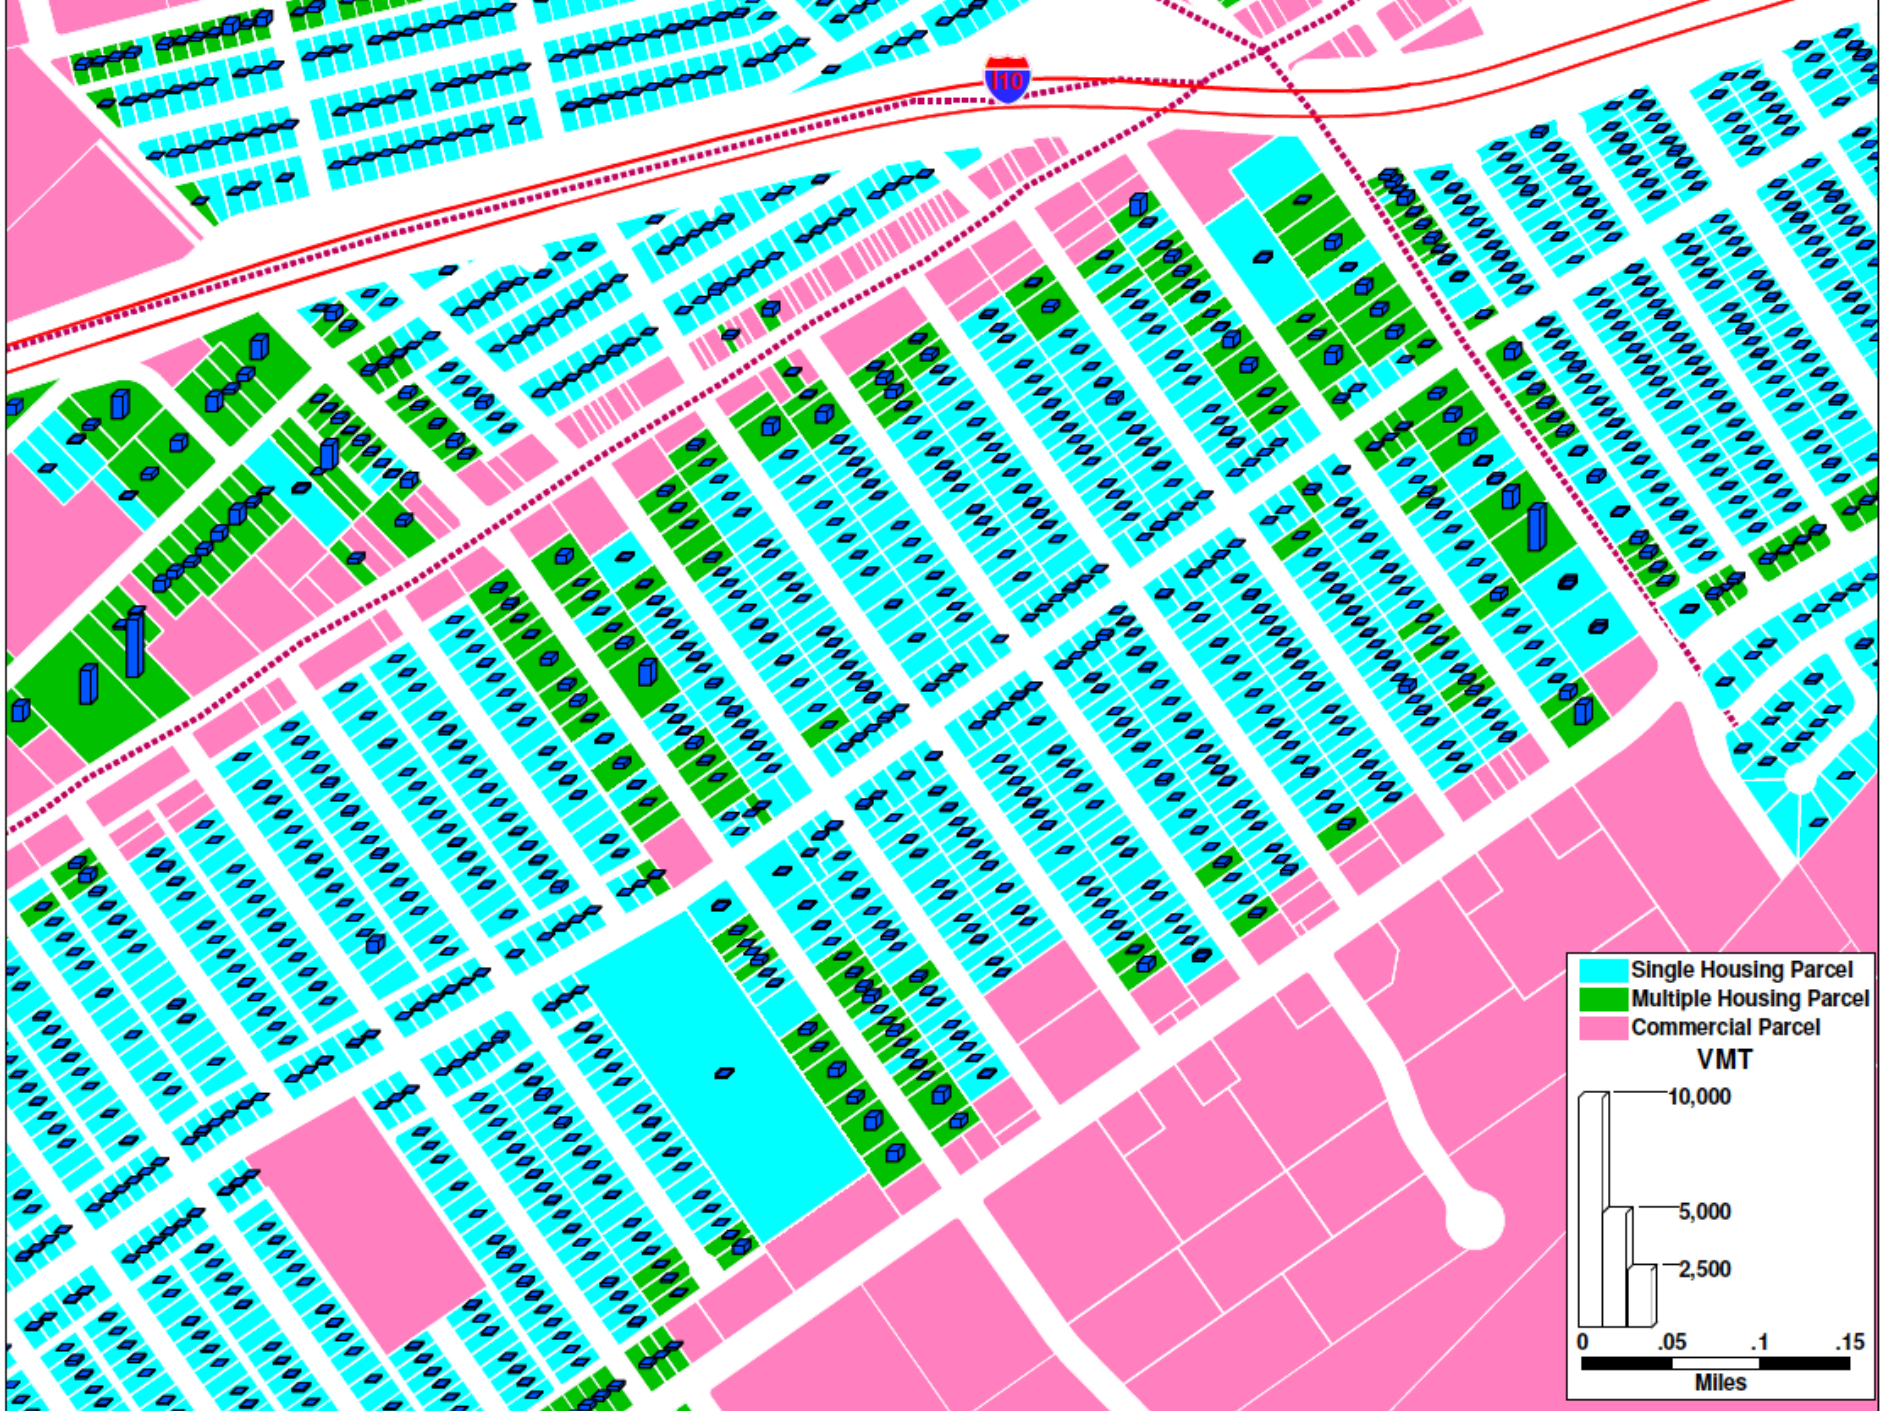 I10
Single Housing Parcel
Multiple Housing Parcel
Commercial Parcel
VMT
10,000
5,000
2,500
0 .05 .1 .15
Miles